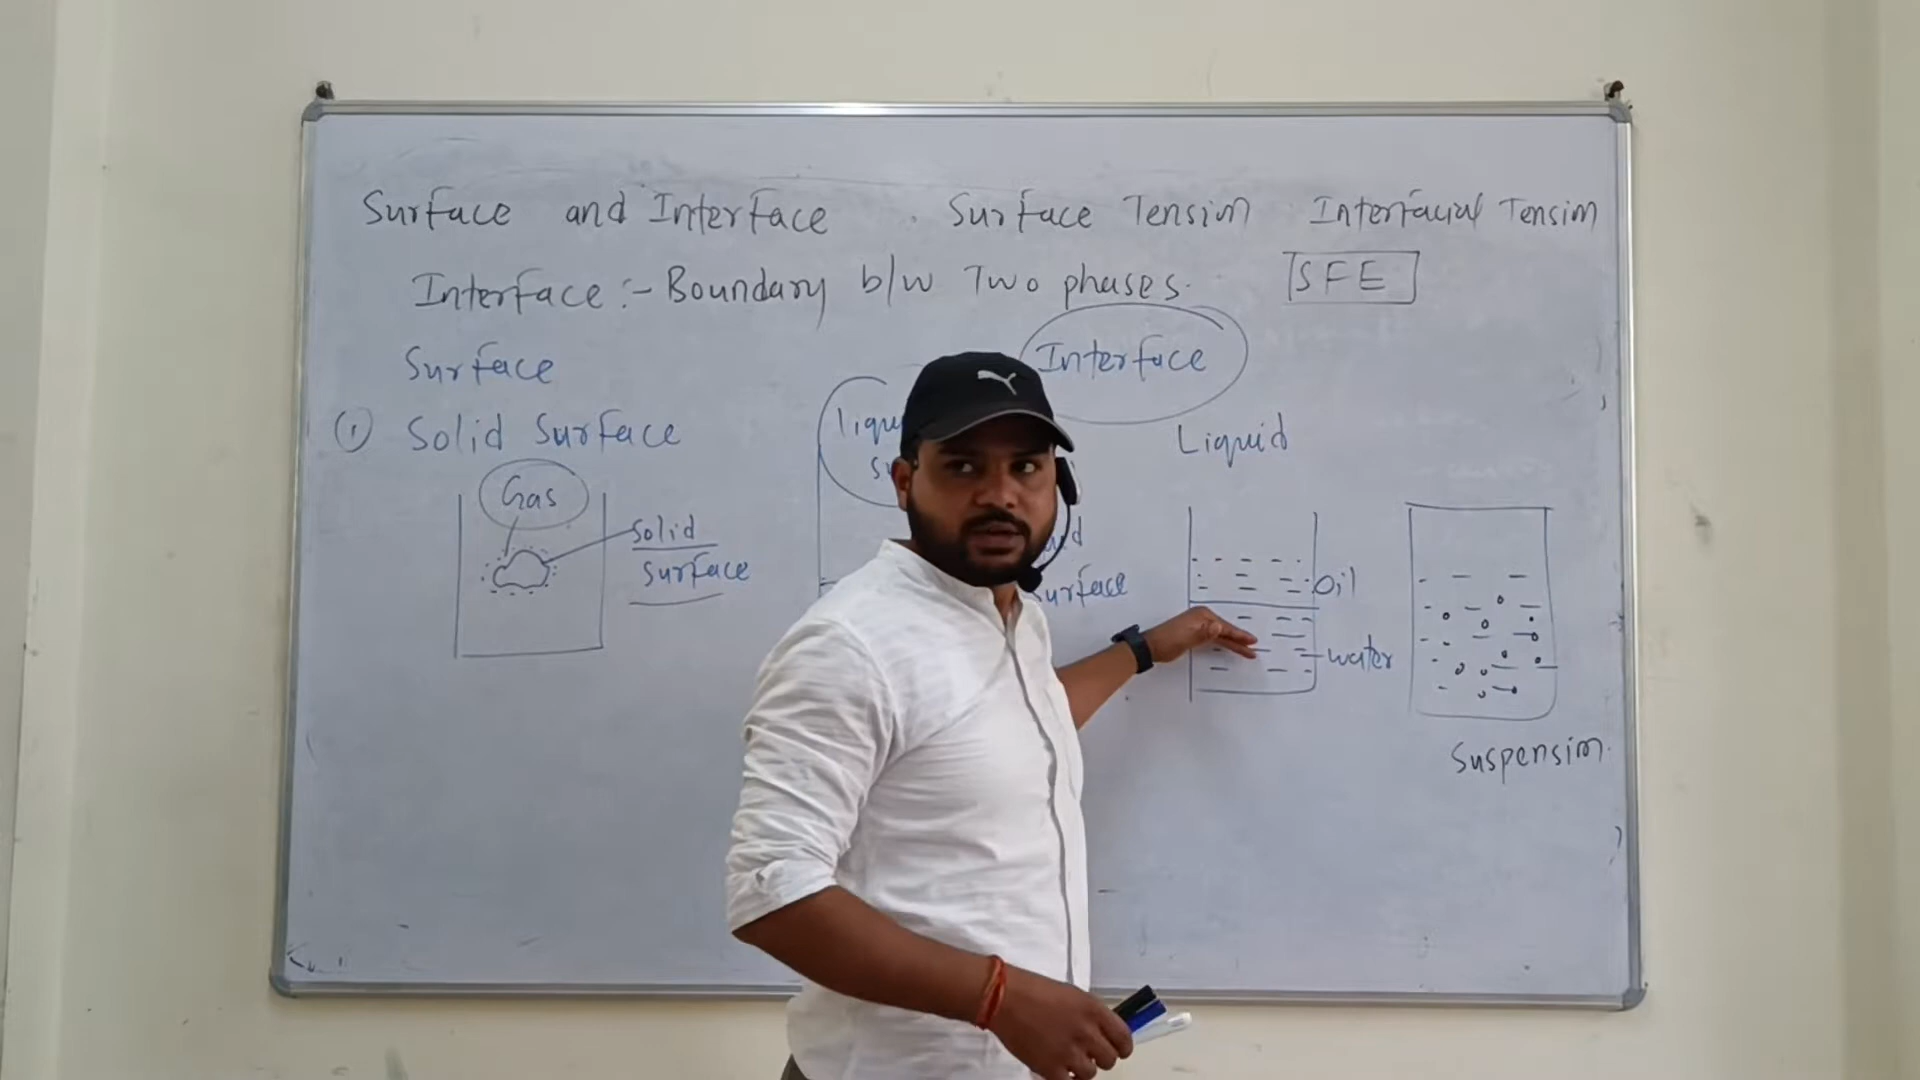 Surface and Interface . Surface Tension Interfacial Tension
Interface :- Boundary b/w Two phases.
SFE
Surface
Interface
① Solid Surface
Liquid
Gas
Solid
Surface
Surface
Oil
water
Suspension.